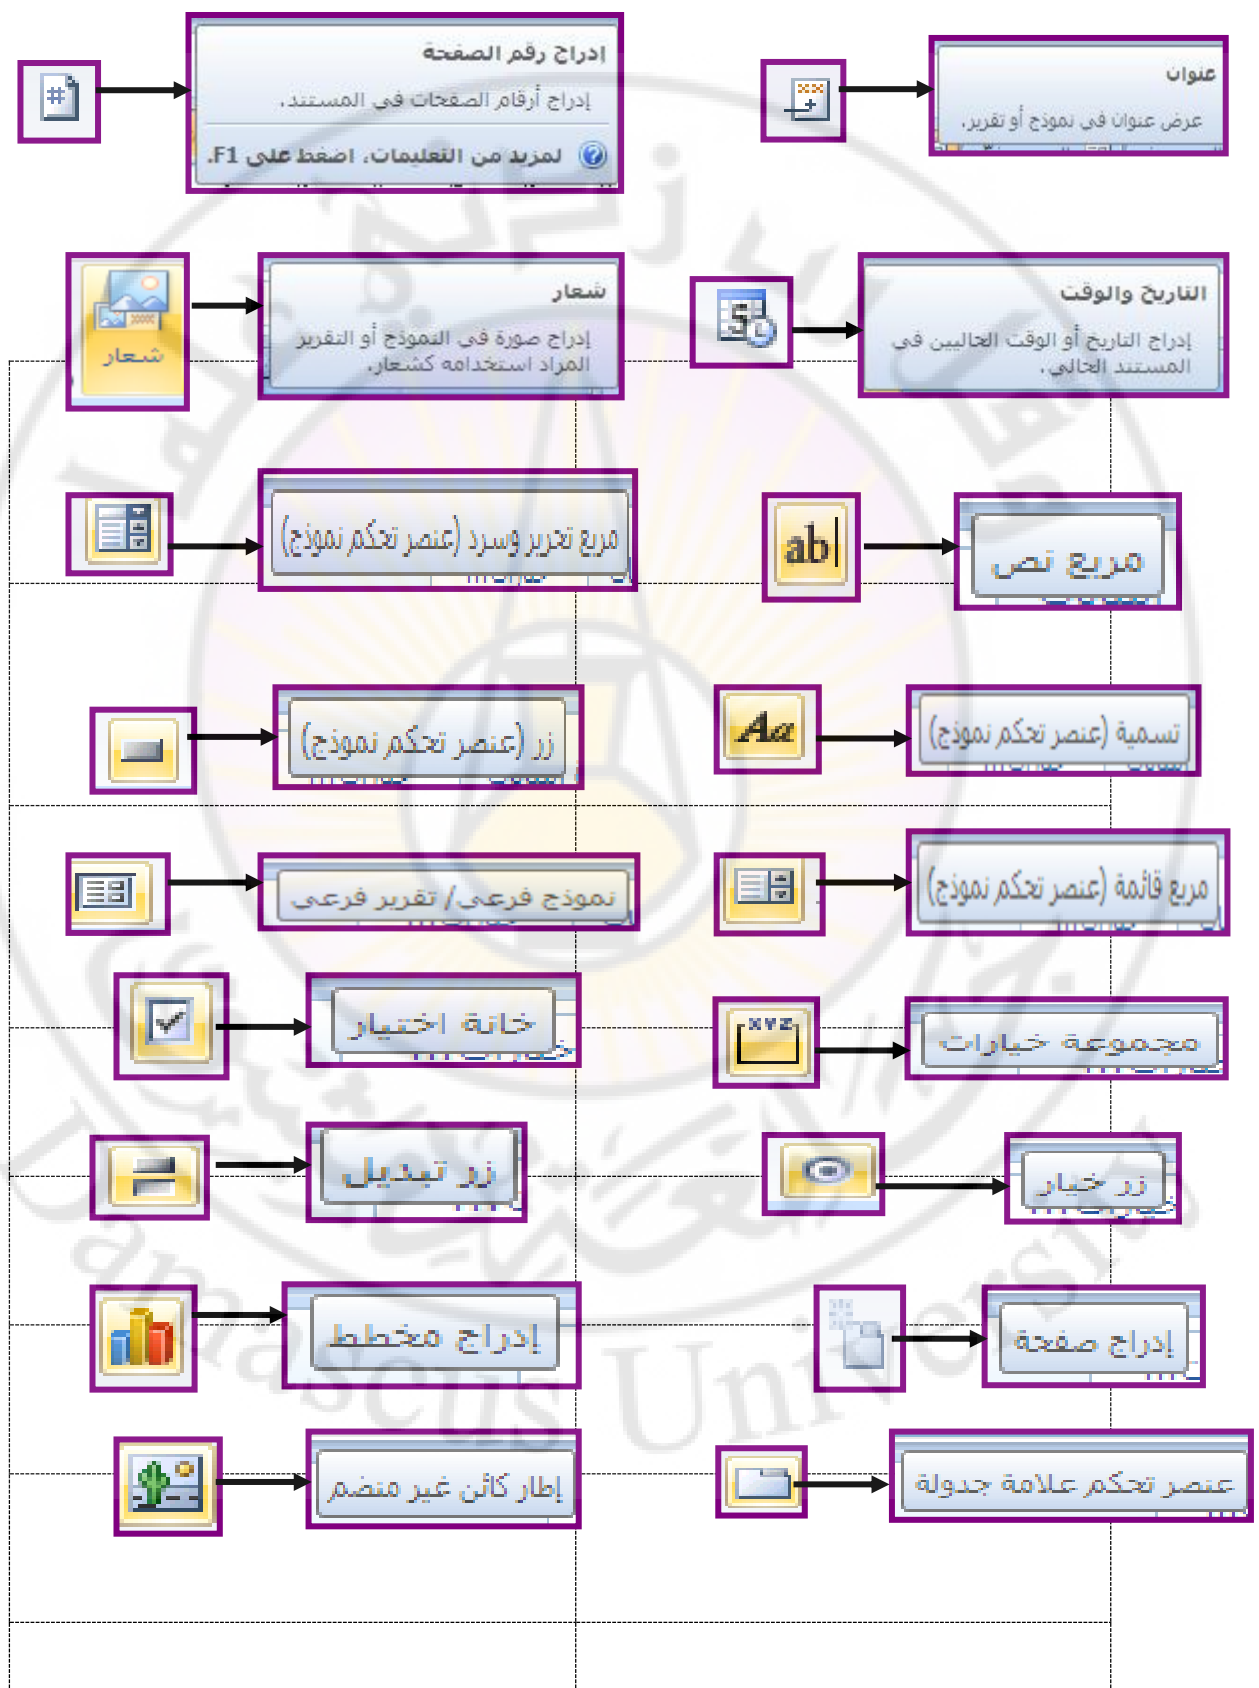 عنوان
عرض عنوان في نموذج أو تقرير.
إدراج رقم الصفحة
إدراج أرقام الصفحات في المستند.
لمزيد من التعليمات، اضغط على F1.
التاريخ والوقت
إدراج التاريخ أو الوقت الحاليين في
المستند الحالي.
شعار
إدراج صورة في النموذج أو التقرير
المراد استخدامه كشعار.
شعار
مربع نص
ab
مربع تحرير وسرد (عنصر تحكم نموذج)
تسمية (عنصر تحكم نموذج)
Aa
زر (عنصر تحكم نموذج)
مربع قائمة (عنصر تحكم نموذج)
نموذج فرعي/ تقرير فرعي
مجموعة خيارات
XYZ
خانة اختيار
زر خيار
زر تبديل
إدراج صفحة
إدراج مخطط
عنصر تحكم علامة جدولة
إطار كائن غير منضم
Damascus University